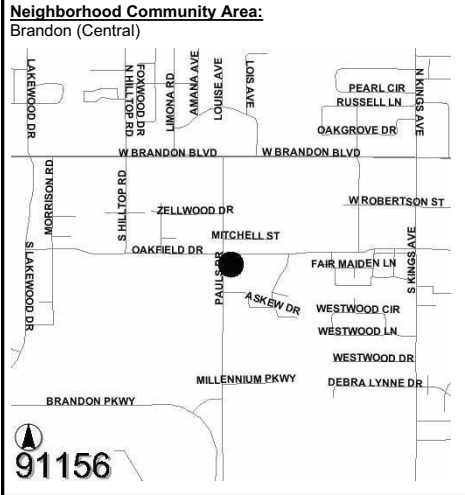 Neighborhood Community Area:
Brandon (Central)
LAKEWOOD DR
N HILLTOP RD
FOXWOOD DR
LIMONA RD
AMANA AVE
LOUISE AVE
LOIS AVE
N KINGS AVE
PEARL CIR
RUSSELL LN
OAKGROVE DR
W BRANDON BLVD
W BRANDON BLVD
MORRISON RD
S HILLTOP RD
ZELLWOOD DR
W ROBERTSON ST
MITCHELL ST
OAKFIELD DR
S LAKEWOOD DR
PAULS DR
FAIR MAIDEN LN
S KINGS AVE
ASKEW DR
WESTWOOD CIR
WESTWOOD LN
WESTWOOD DR
MILLENNIUM PKWY
DEBRA LYNNE DR
BRANDON PKWY
91156